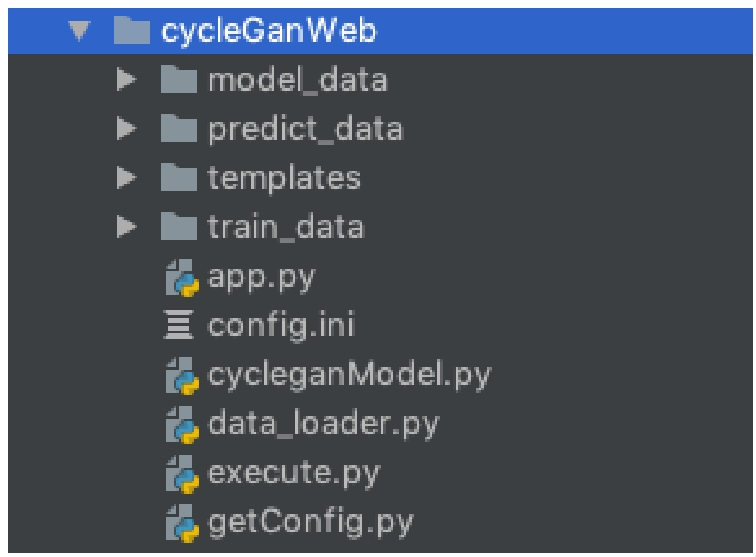 cycleGanWeb
model_data
predict_data
templates
train_data
app.py
config.ini
cycleganModel.py
data_loader.py
execute.py
getConfig.py